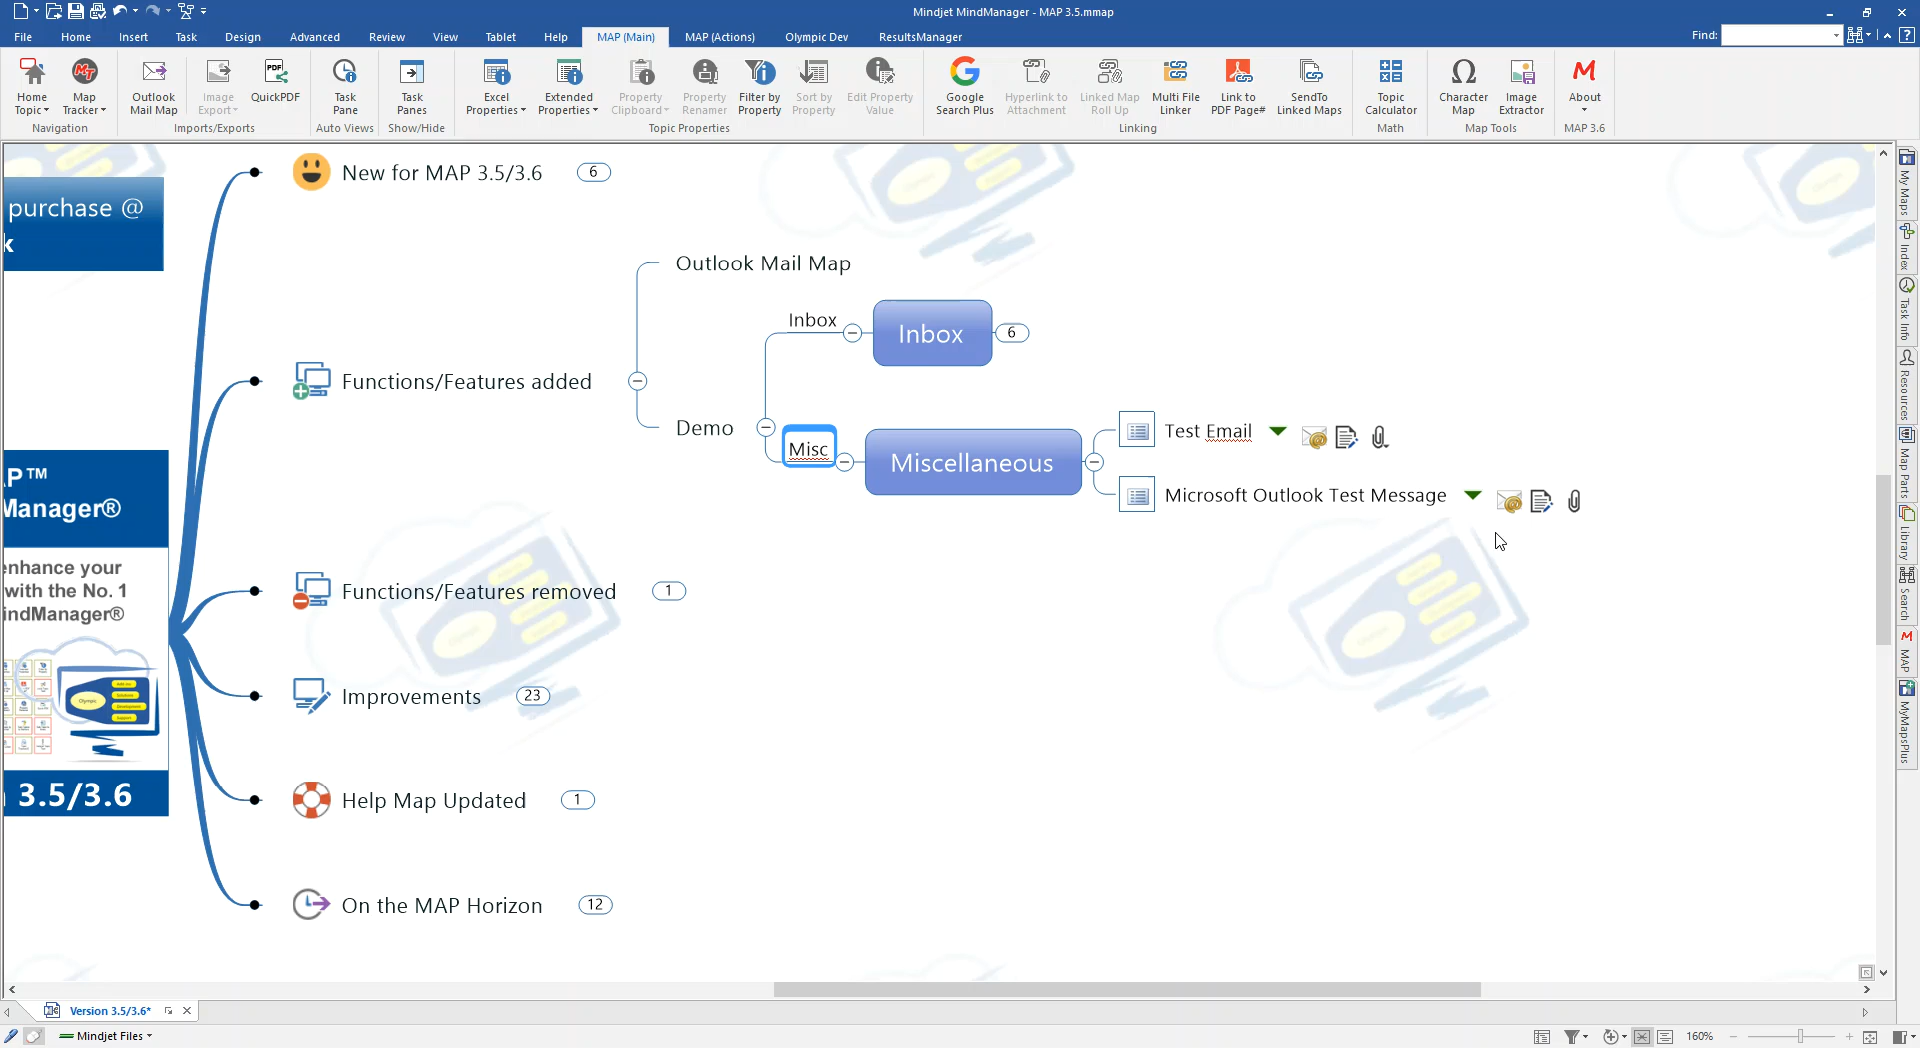 Mindjet MindManager - MAP 3.5.mmap
File Home Insert Task Design Advanced Review View Tablet Help MAP (Main) MAP (Actions) Olympic Dev ResultsManager Find:
Home Topic
Map Tracker
Navigation
Outlook Mail Map
Image Export
QuickPDF
Imports/Exports
Task Pane
Auto Views
Task Panes
Show/Hide
Excel Properties
Extended Properties
Property Clipboard
Property Renamer
Filter by Property
Sort by Property
Edit Property Value
Topic Properties
Google Search Plus
Hyperlink to Attachment
Linked Map Roll Up
Multi File Linker
Link to PDF Page#
SendTo Linked Maps
Linking
Topic Calculator
Math
Character Map
Image Extractor
Map Tools
About
MAP 3.6
purchase @
k
P™
Manager®
enhance your
with the No. 1
indManager®
Olympic
3.5/3.6
New for MAP 3.5/3.6 6
Functions/Features added
Outlook Mail Map
Demo
Inbox
Inbox 6
Misc
Miscellaneous
Test Email
Microsoft Outlook Test Message
Functions/Features removed 1
Improvements 23
Help Map Updated 1
On the MAP Horizon 12
My Maps
Index
Task Info
Resources
Map Parts
Library
Search
MAP
MyMapsPlus
Version 3.5/3.6*
Mindjet Files
160%